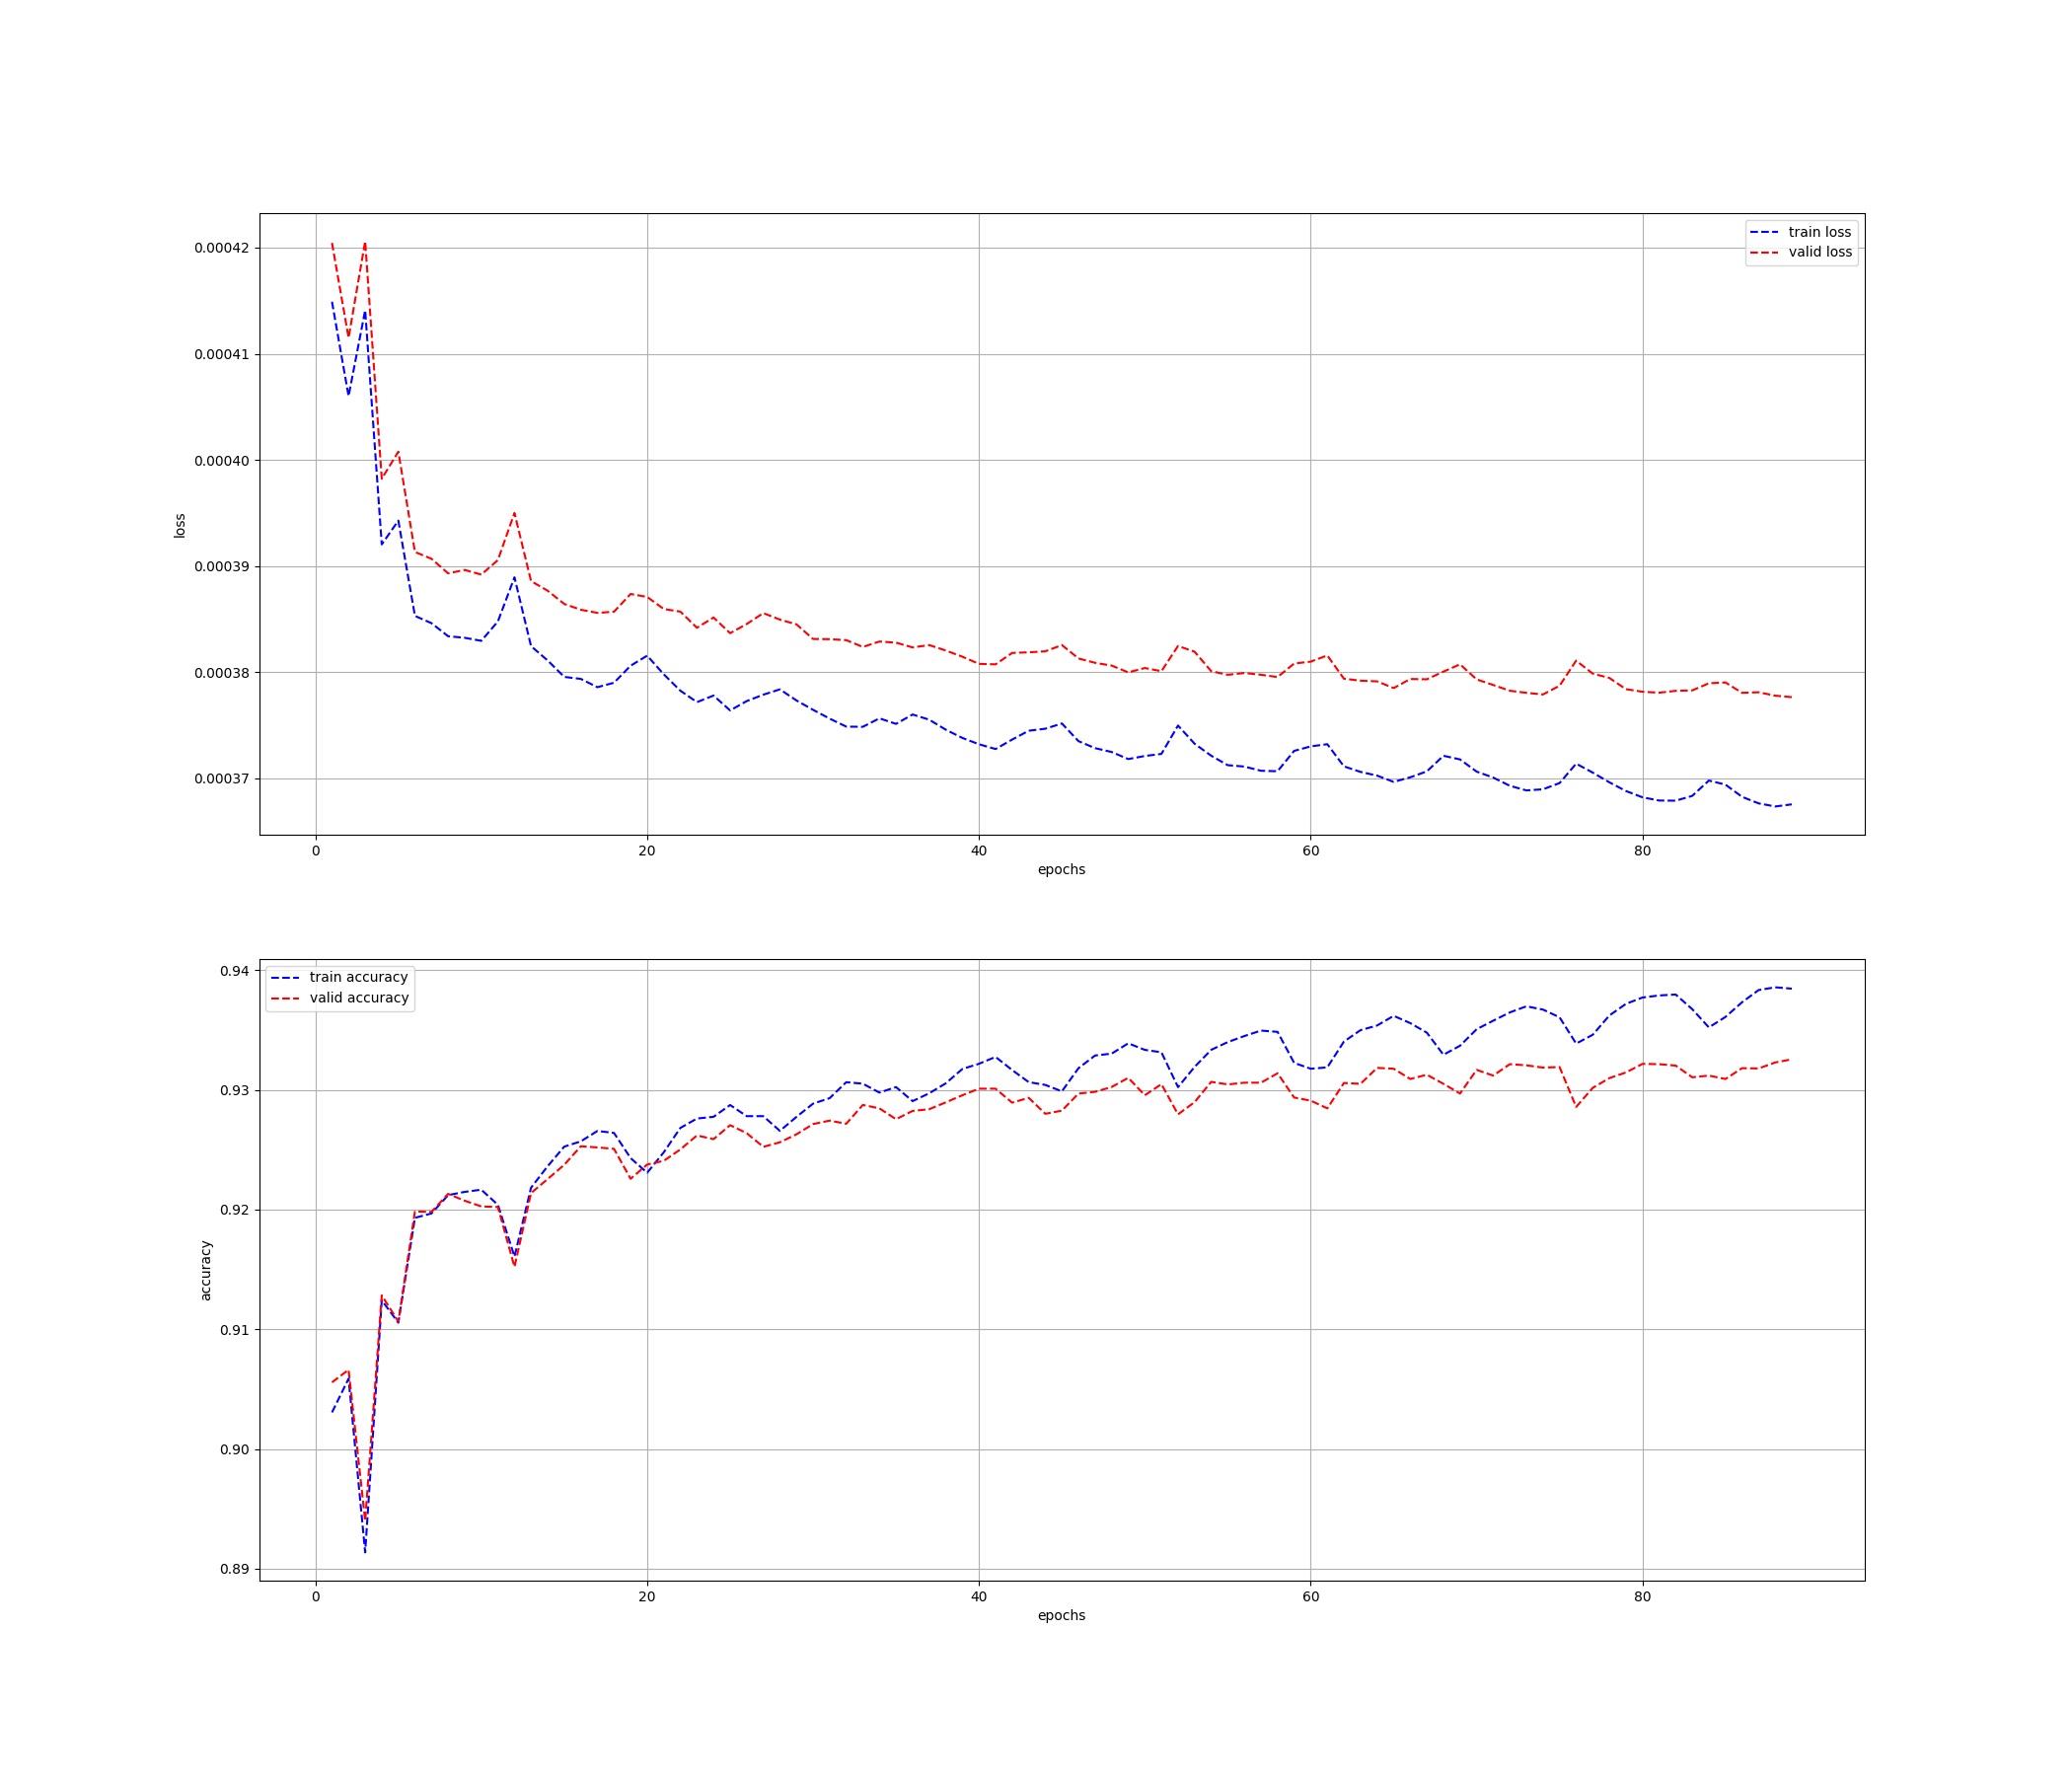 train loss
valid loss
0.00042
0.00041
0.00040
0.00039
0.00038
0.00037
loss
0 20 40 60 80
epochs
train accuracy
valid accuracy
0.94
0.93
0.92
0.91
0.90
0.89
accuracy
0 20 40 60 80
epochs